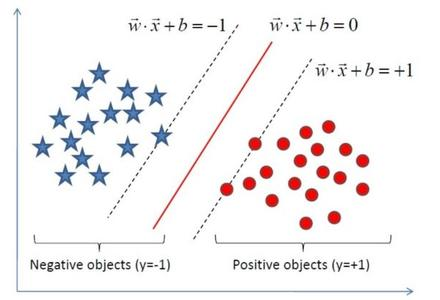 w⃗ · x⃗ + b = −1
w⃗ · x⃗ + b = 0
w⃗ · x⃗ + b = +1
Negative objects (y=-1)
Positive objects (y=+1)